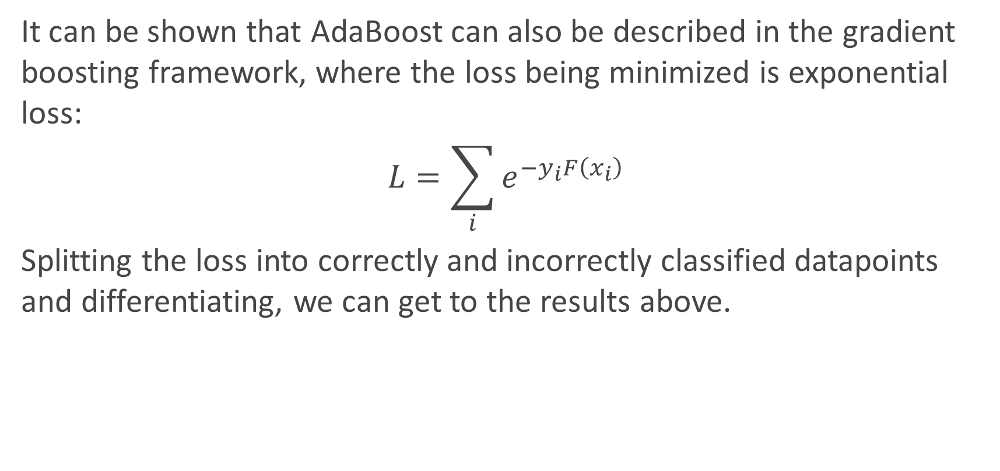 It can be shown that AdaBoost can also be described in the gradient
boosting framework, where the loss being minimized is exponential
loss:
L = ∑_i e^{−y_i F(x_i)}
Splitting the loss into correctly and incorrectly classified datapoints
and differentiating, we can get to the results above.